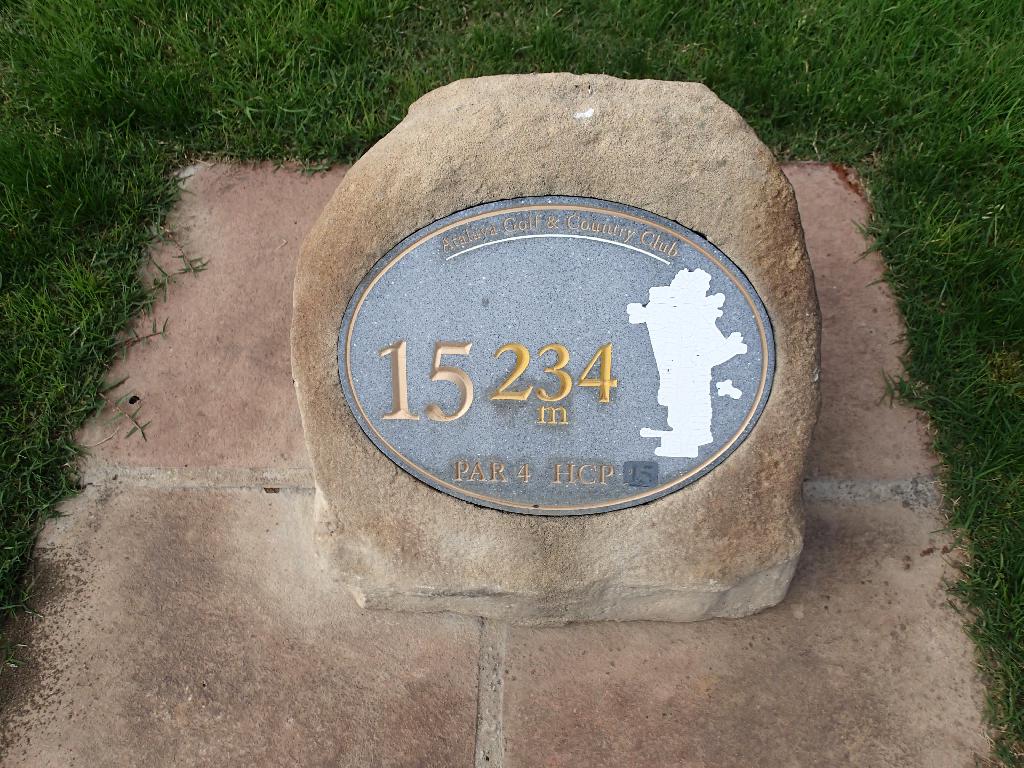 Atalaya Golf & Country Club
15 234
m
PAR 4 HCP 15